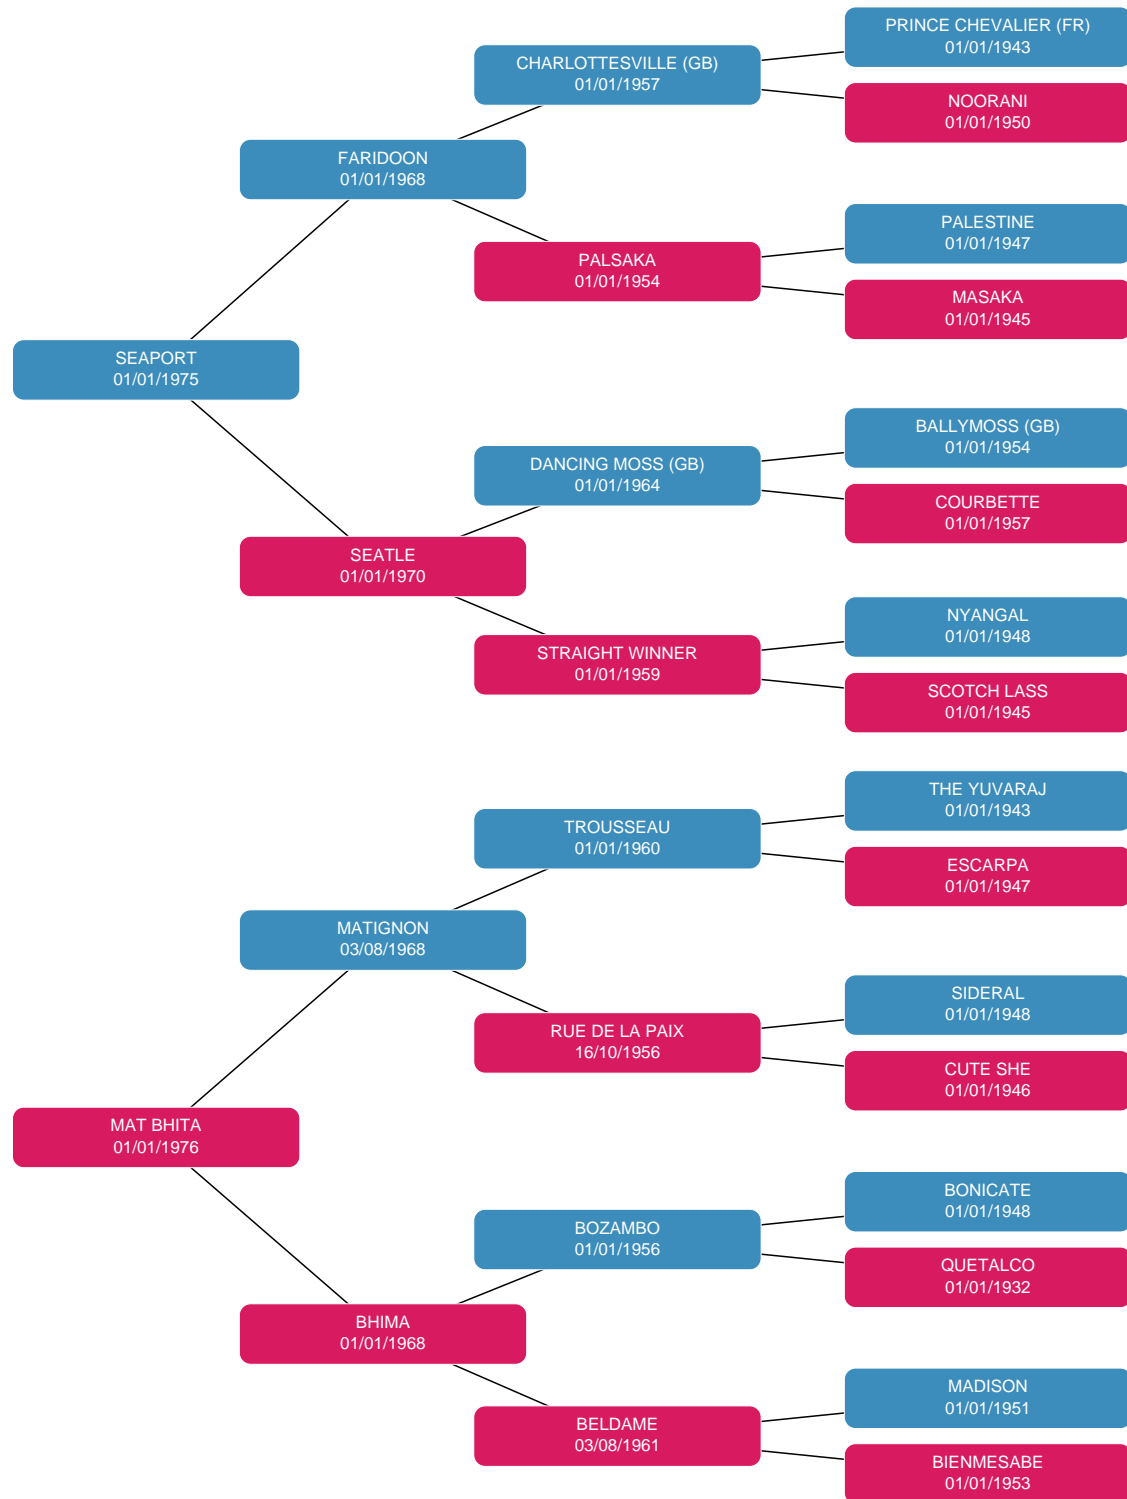 PRINCE CHEVALIER (FR)
01/01/1943
CHARLOTTESVILLE (GB)
01/01/1957
NOORANI
01/01/1950
FARIDOON
01/01/1968
PALESTINE
01/01/1947
PALSAKA
01/01/1954
MASAKA
01/01/1945
SEAPORT
01/01/1975
BALLYMOSS (GB)
01/01/1954
DANCING MOSS (GB)
01/01/1964
COURBETTE
01/01/1957
SEATLE
01/01/1970
NYANGAL
01/01/1948
STRAIGHT WINNER
01/01/1959
SCOTCH LASS
01/01/1945
THE YUVARAJ
01/01/1943
TROUSSEAU
01/01/1960
ESCARPA
01/01/1947
MATIGNON
03/08/1968
SIDERAL
01/01/1948
RUE DE LA PAIX
16/10/1956
CUTE SHE
01/01/1946
MAT BHITA
01/01/1976
BONICATE
01/01/1948
BOZAMBO
01/01/1956
QUETALCO
01/01/1932
BHIMA
01/01/1968
MADISON
01/01/1951
BELDAME
03/08/1961
BIENMESABE
01/01/1953